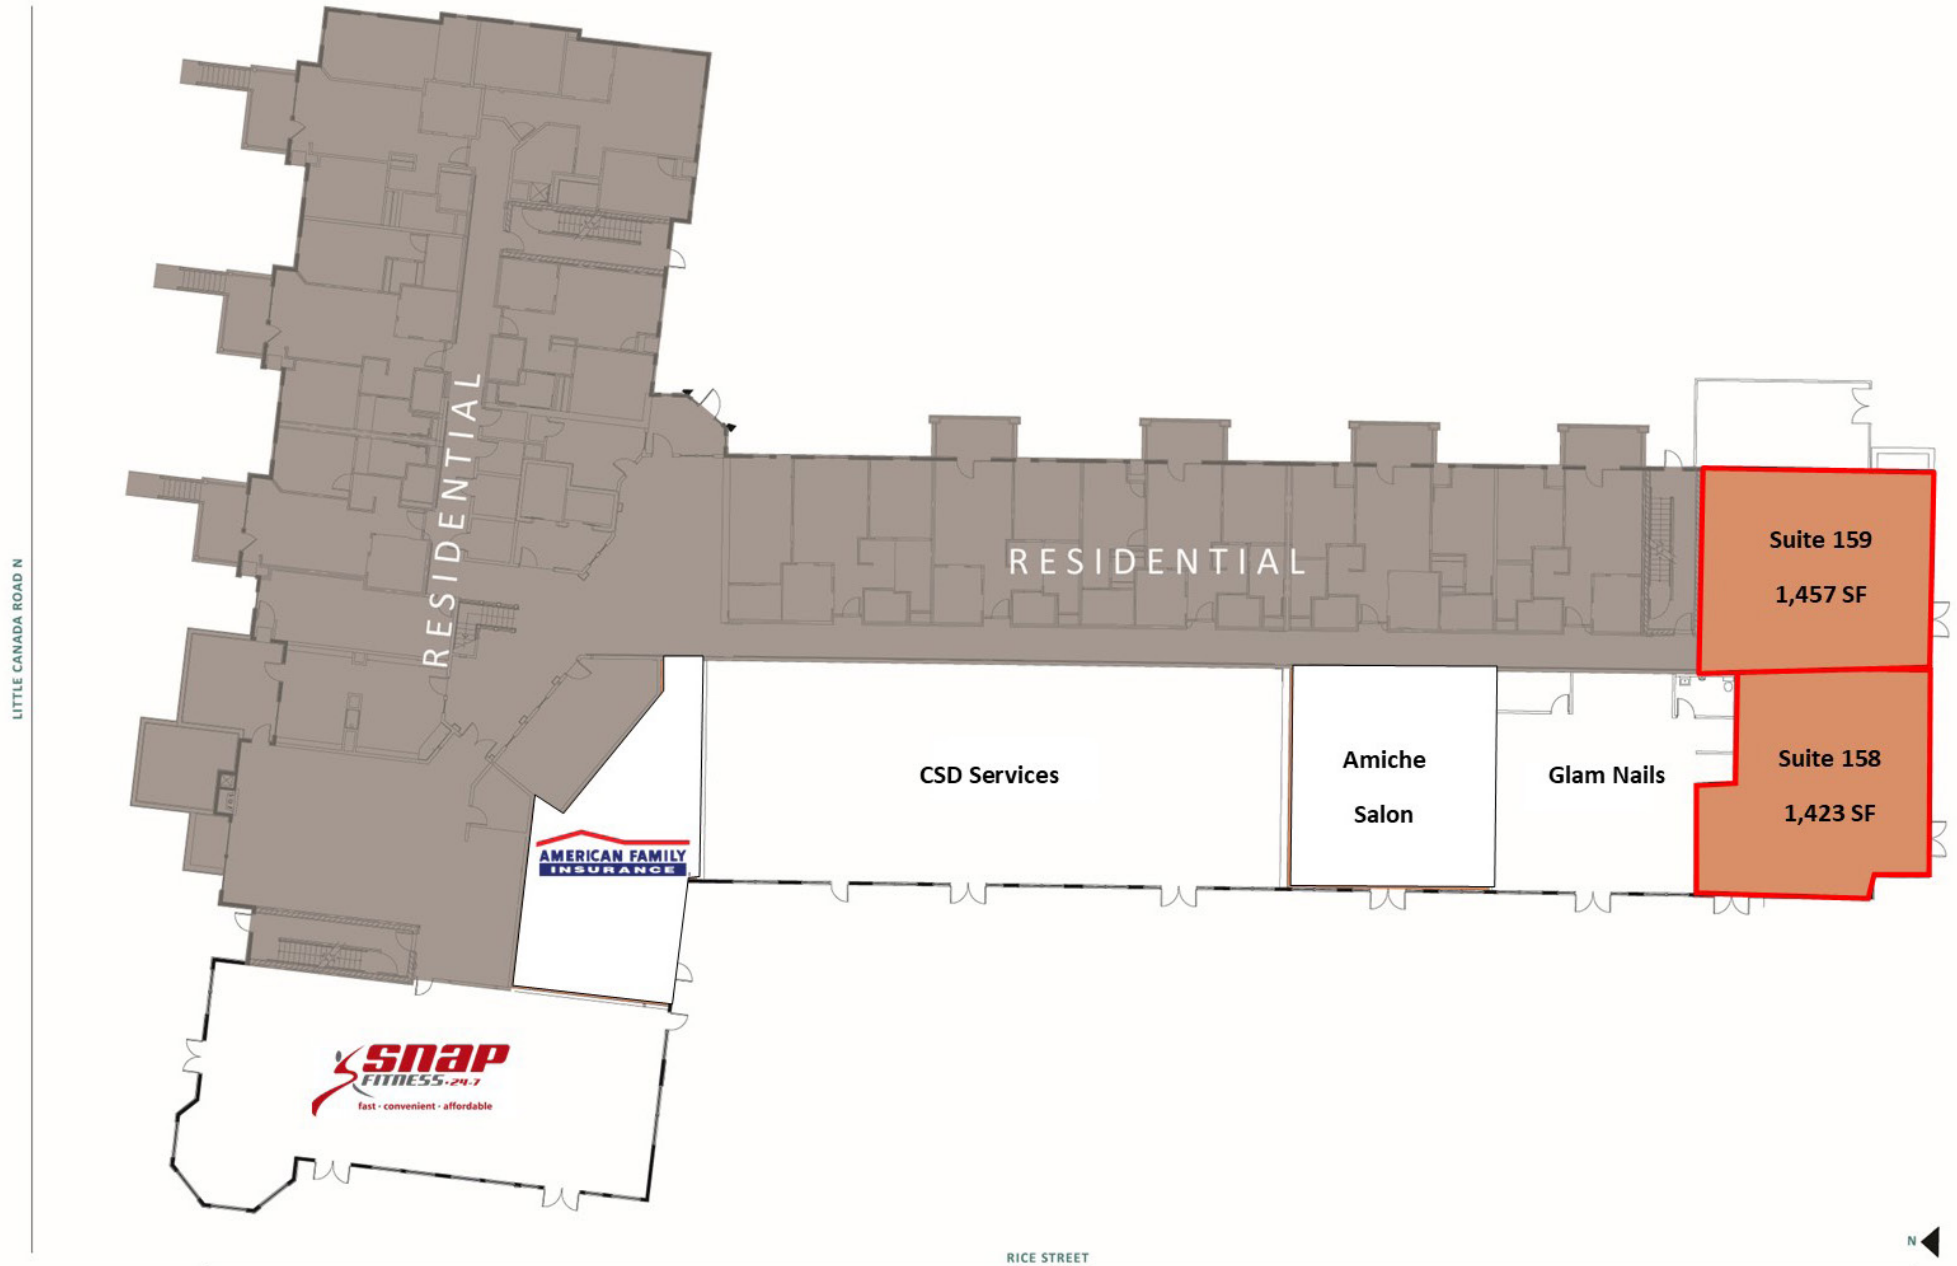 RESIDENTIAL
RESIDENTIAL
LITTLE CANADA ROAD N
Suite 159
1,457 SF
CSD Services
Amiche
Salon
Glam Nails
Suite 158
1,423 SF
AMERICAN FAMILY
INSURANCE
snap
FITNESS·24-7
fast · convenient · affordable
RICE STREET
N